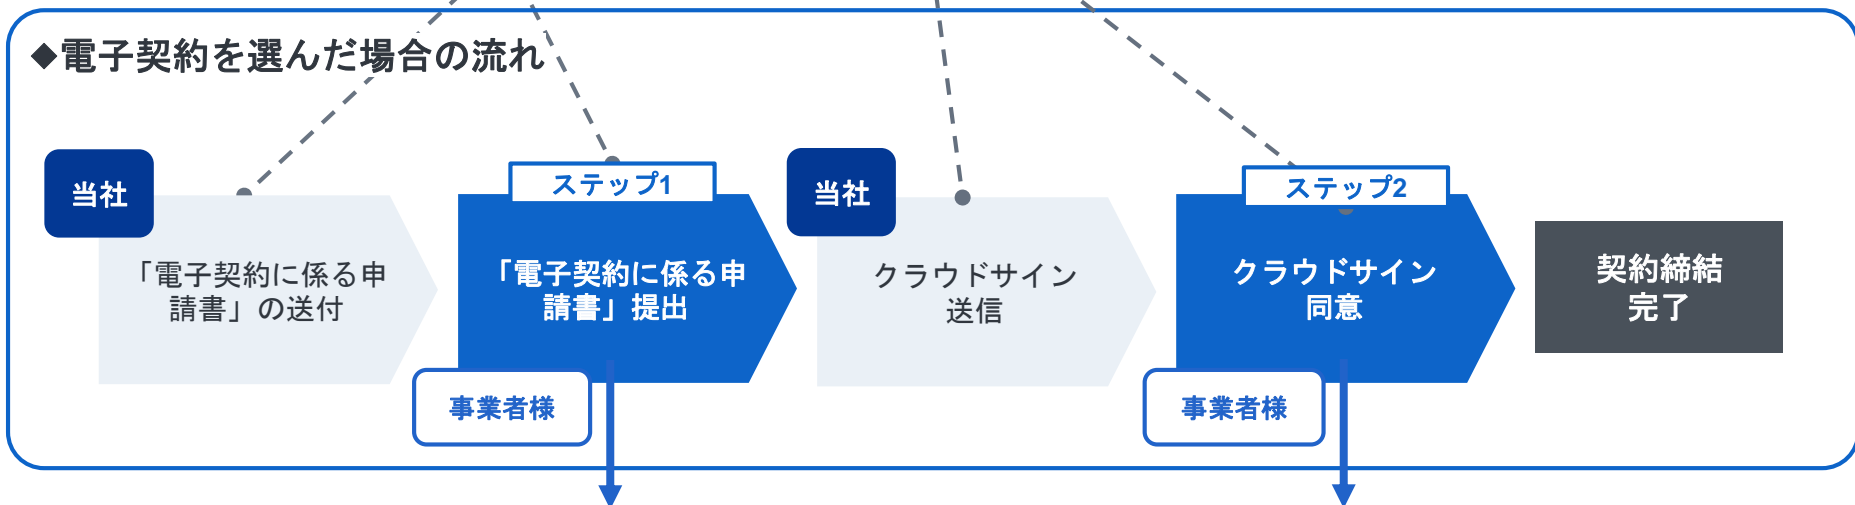 ◆電子契約を選んだ場合の流れ
当社
「電子契約に係る申
請書」の送付
ステップ1
「電子契約に係る申
請書」提出
事業者様
当社
クラウドサイン
送信
ステップ2
クラウドサイン
同意
事業者様
契約締結
完了